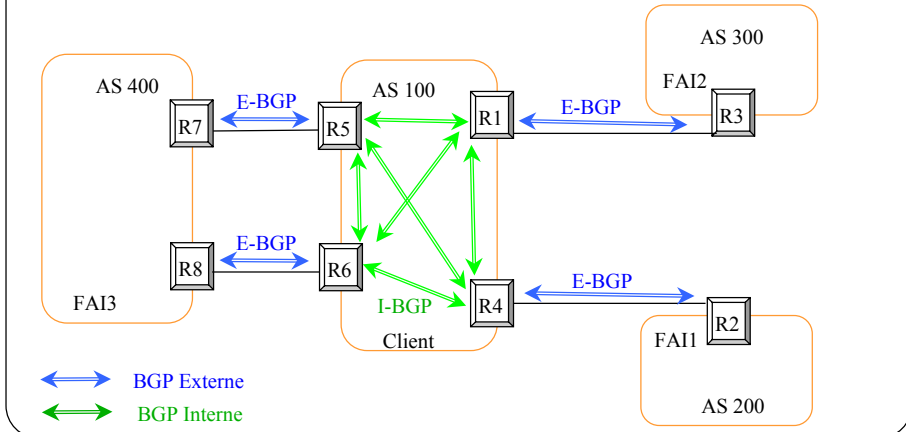 AS 300
AS 400
AS 100
FAI2
E-BGP
E-BGP
R7
R5
R1
R3
E-BGP
R8
R6
E-BGP
I-BGP
R4
R2
FAI3
Client
FAI1
BGP Externe
AS 200
BGP Interne